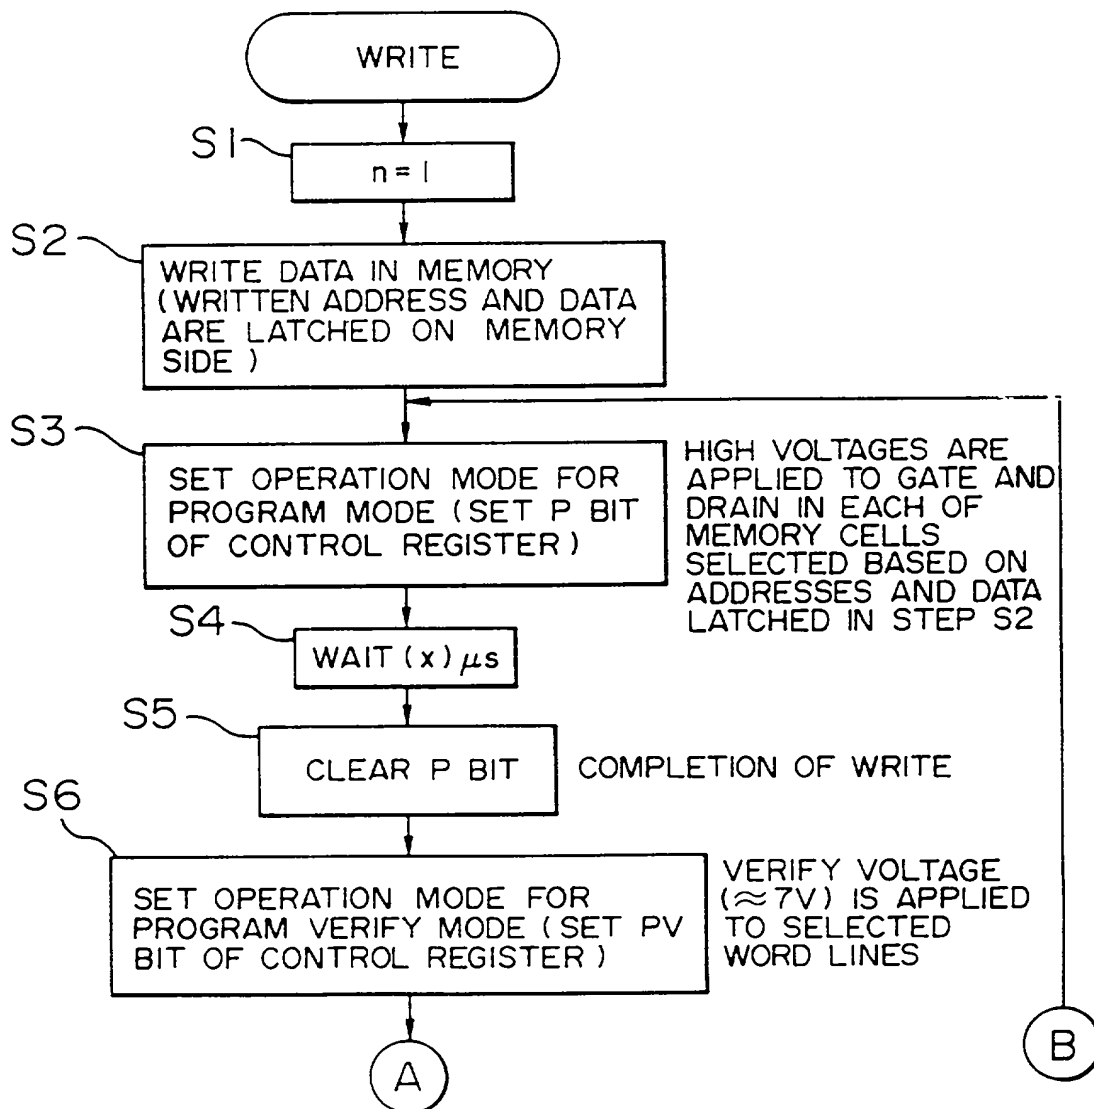 WRITE
S1
n = 1
S2
WRITE DATA IN MEMORY
(WRITTEN ADDRESS AND DATA
ARE LATCHED ON MEMORY
SIDE)
S3
SET OPERATION MODE FOR
PROGRAM MODE (SET P BIT
OF CONTROL REGISTER)
HIGH VOLTAGES ARE
APPLIED TO GATE AND
DRAIN IN EACH OF
MEMORY CELLS
SELECTED BASED ON
ADDRESSES AND DATA
LATCHED IN STEP S2
S4
WAIT (x) μs
S5
CLEAR P BIT
COMPLETION OF WRITE
S6
SET OPERATION MODE FOR
PROGRAM VERIFY MODE (SET PV
BIT OF CONTROL REGISTER)
VERIFY VOLTAGE
(≈7V) IS APPLIED
TO SELECTED
WORD LINES
A
B